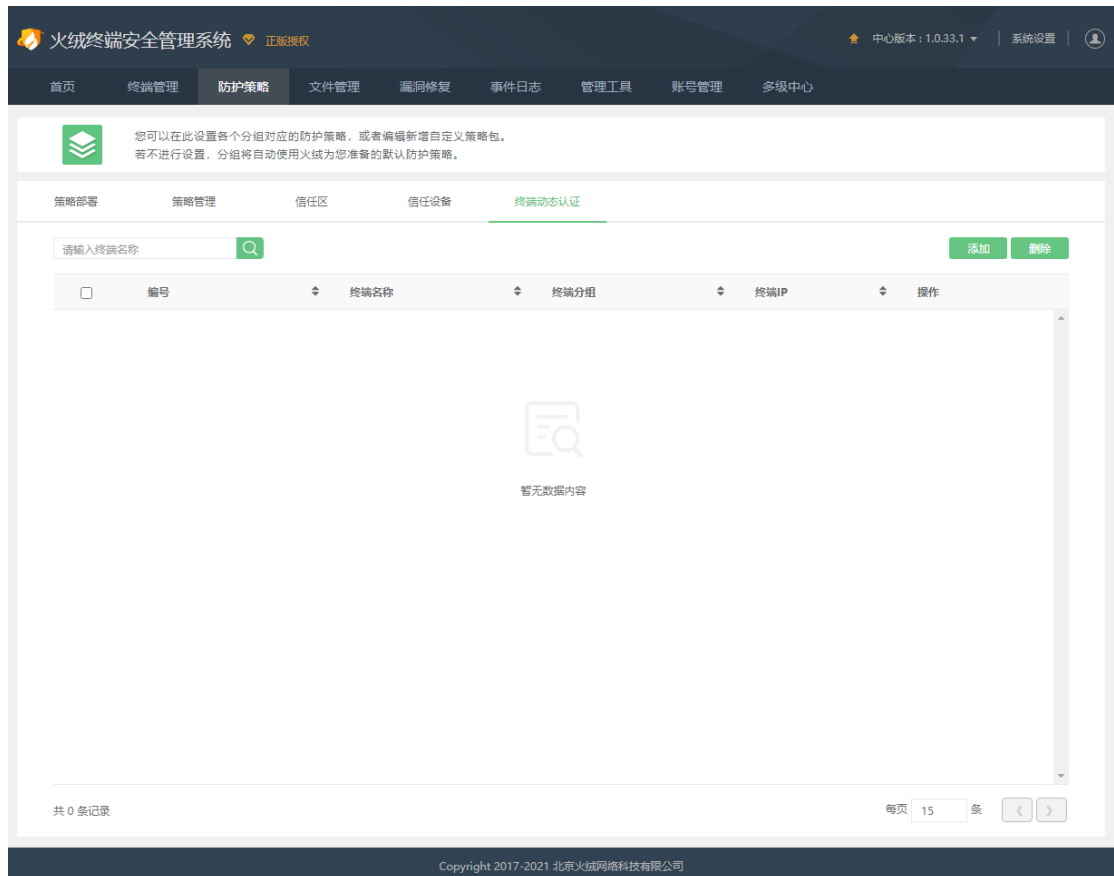 火绒终端安全管理系统 正版授权 中心版本 : 1.0.33.1 系统设置
首页 终端管理 防护策略 文件管理 漏洞修复 事件日志 管理工具 账号管理 多级中心
您可以在此设置各个分组对应的防护策略，或者编辑新增自定义策略包。
若不进行设置，分组将自动使用火绒为您准备的默认防护策略。
策略部署 策略管理 信任区 信任设备 终端动态认证
请输入终端名称 添加 删除
编号 终端名称 终端分组 终端IP 操作
暂无数据内容
共 0 条记录 每页 15 条
Copyright 2017-2021 北京火绒网络科技有限公司